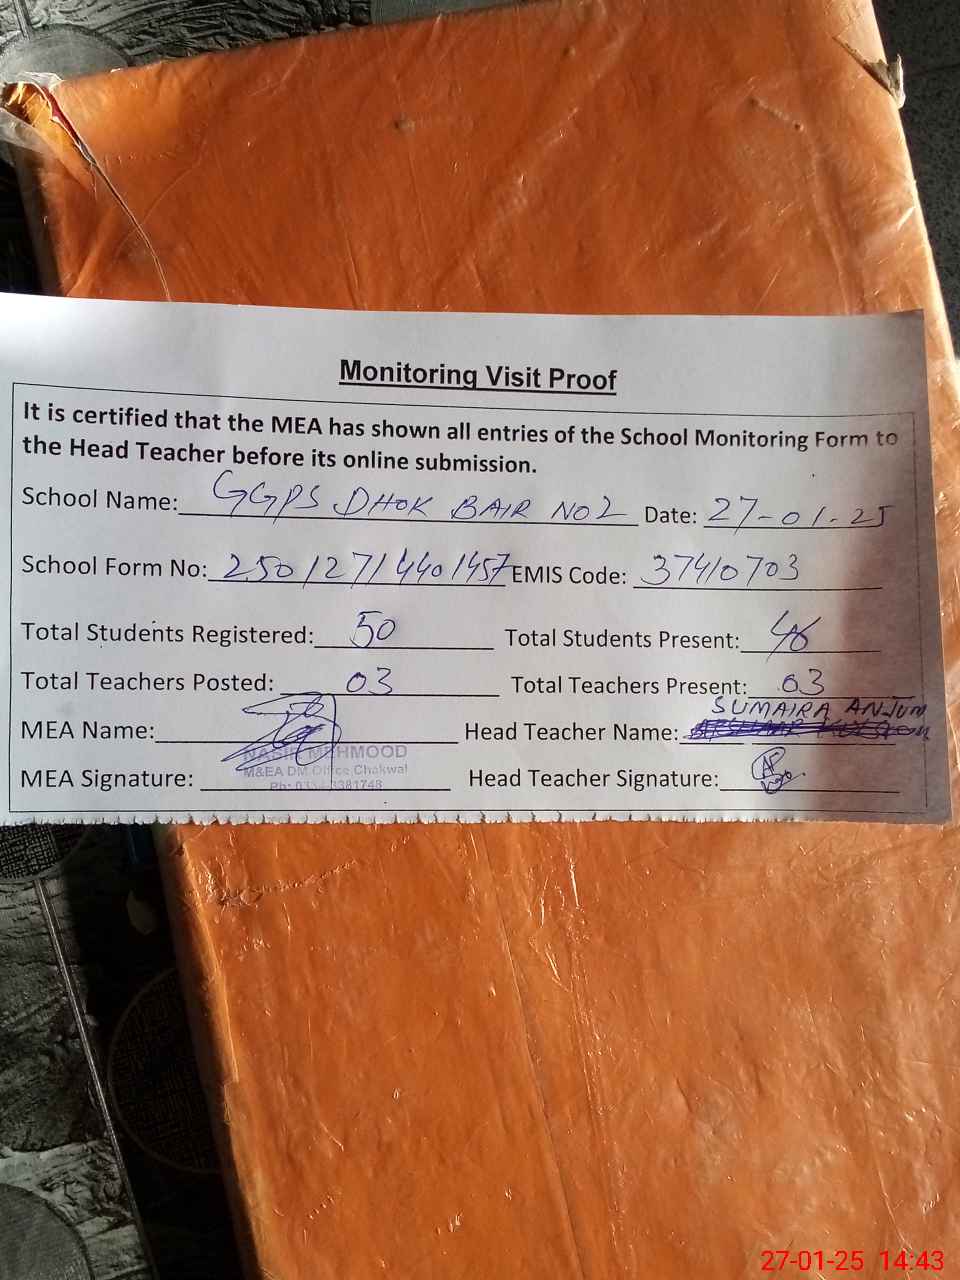 Monitoring Visit Proof
It is certified that the MEA has shown all entries of the School Monitoring Form to
the Head Teacher before its online submission.
School Name: GGPS DHOK BAIR NO2 Date: 27-01-25
School Form No: 250127144401457 EMIS Code: 37410703
Total Students Registered: 50 Total Students Present:
Total Teachers Posted: 03 Total Teachers Present: 03
SUMAIRA ANJUM
MEA Name: Head Teacher Name:
NASIR MEHMOOD
M&EA DM Office Chakwal
MEA Signature: Head Teacher Signature:
Ph:
27-01-25 14:43